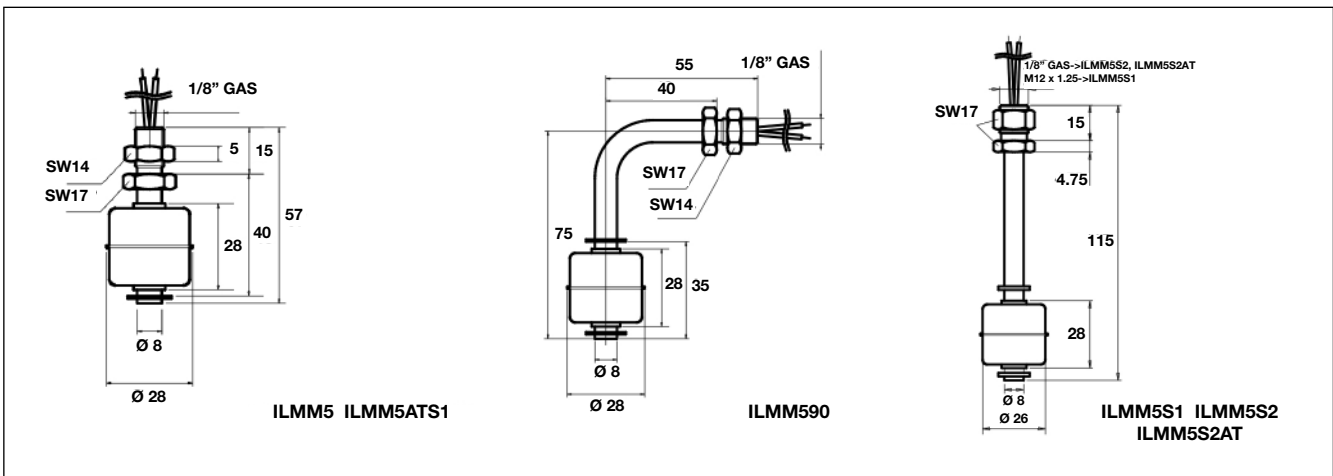 1/8” GAS
5
15
SW14
SW17
57
28
40
Ø 8
Ø 28
ILMM5 ILMM5ATS1
55
1/8” GAS
40
SW17
SW14
75
28
35
Ø 8
Ø 28
ILMM590
1/8” GAS->ILMM5S2, ILMM5S2AT
M12 x 1.25->ILMM5S1
SW17
15
4.75
115
28
Ø 8
Ø 26
ILMM5S1 ILMM5S2
ILMM5S2AT